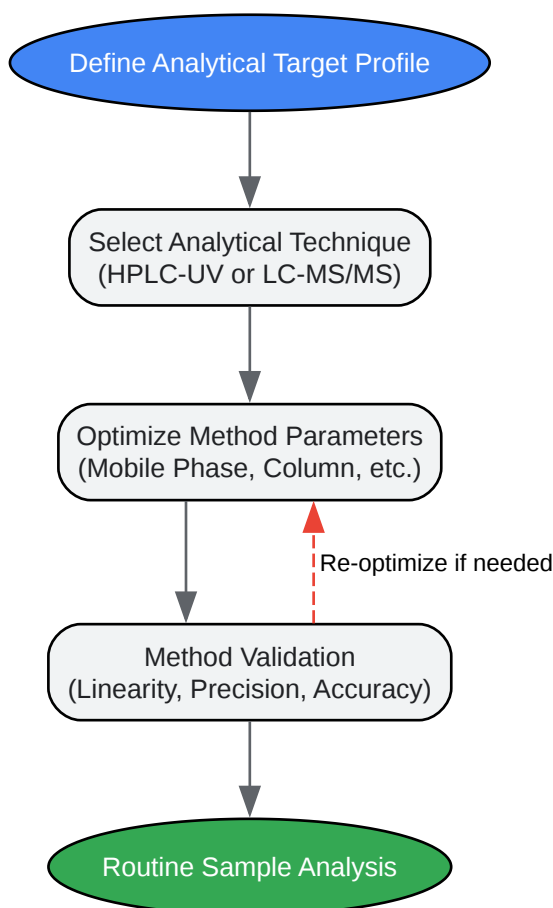 Define Analytical Target Profile
Select Analytical Technique
(HPLC-UV or LC-MS/MS)
Optimize Method Parameters
(Mobile Phase, Column, etc.)
Re-optimize if needed
Method Validation
(Linearity, Precision, Accuracy)
Routine Sample Analysis